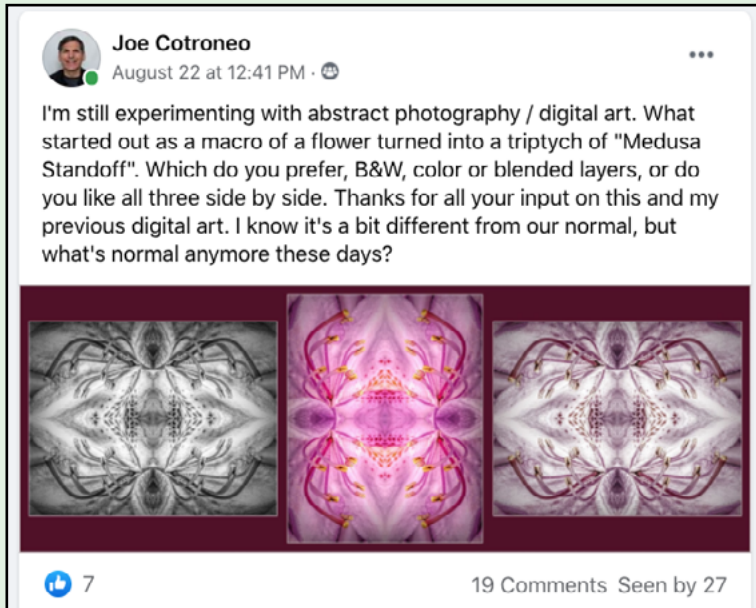 Joe Cotroneo
August 22 at 12:41 PM ·
I'm still experimenting with abstract photography / digital art. What
started out as a macro of a flower turned into a triptych of "Medusa
Standoff". Which do you prefer, B&W, color or blended layers, or do
you like all three side by side. Thanks for all your input on this and my
previous digital art. I know it's a bit different from our normal, but
what's normal anymore these days?
7
19 Comments Seen by 27